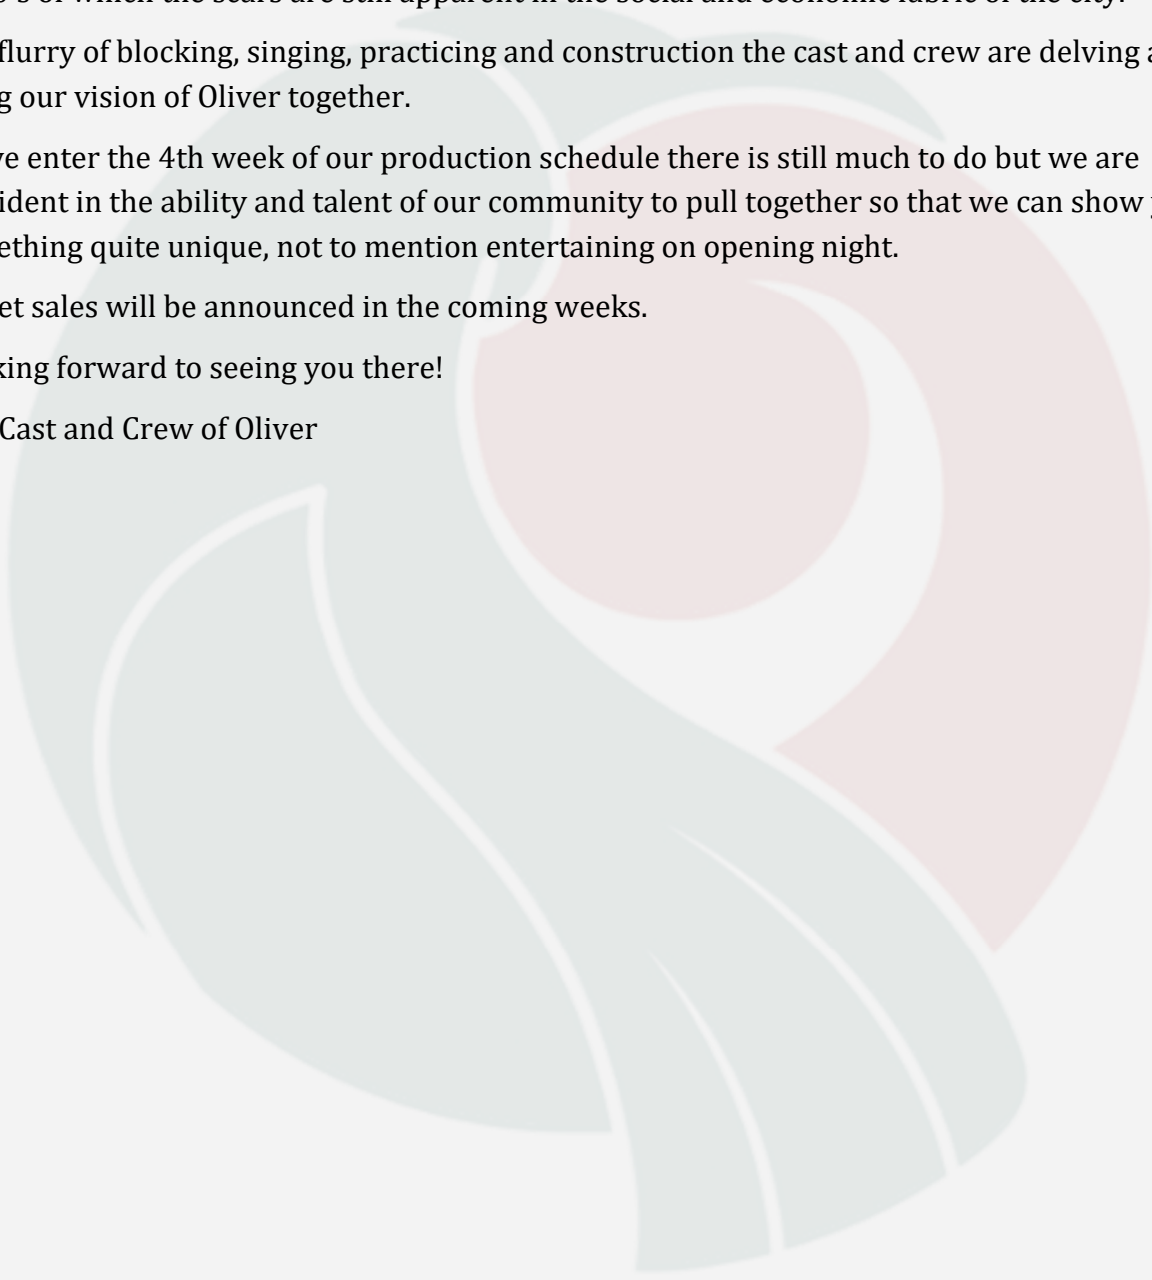 of which the scars are still apparent in the social and economic fabric of the city.
flurry of blocking, singing, practicing and construction the cast and crew are delving
g our vision of Oliver together.
ve enter the 4th week of our production schedule there is still much to do but we are
ident in the ability and talent of our community to pull together so that we can show
ething quite unique, not to mention entertaining on opening night.
et sales will be announced in the coming weeks.
king forward to seeing you there!
Cast and Crew of Oliver